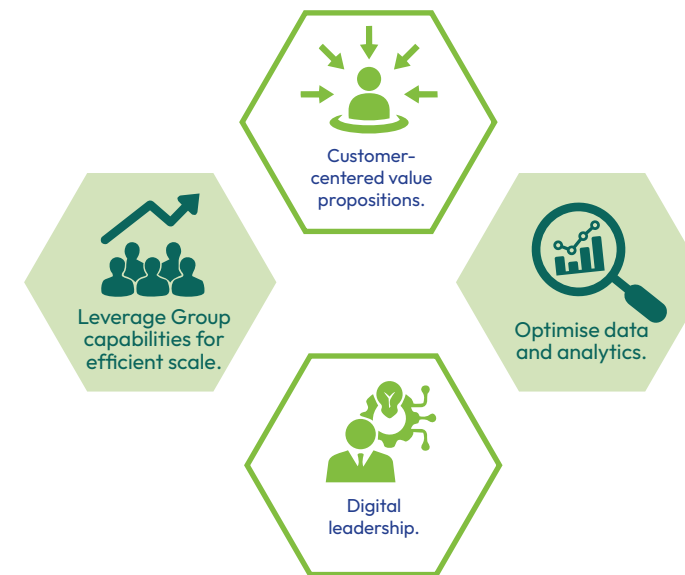 Customer-
centered value
propositions.
Leverage Group
capabilities for
efficient scale.
Optimise data
and analytics.
Digital
leadership.